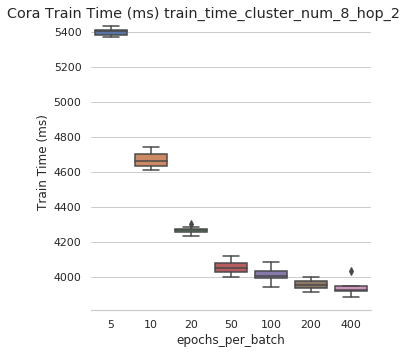 Cora Train Time (ms) train_time_cluster_num_8_hop_2
5400
5200
5000
4800
4600
4400
4200
4000
Train Time (ms)
5 10 20 50 100 200 400
epochs_per_batch